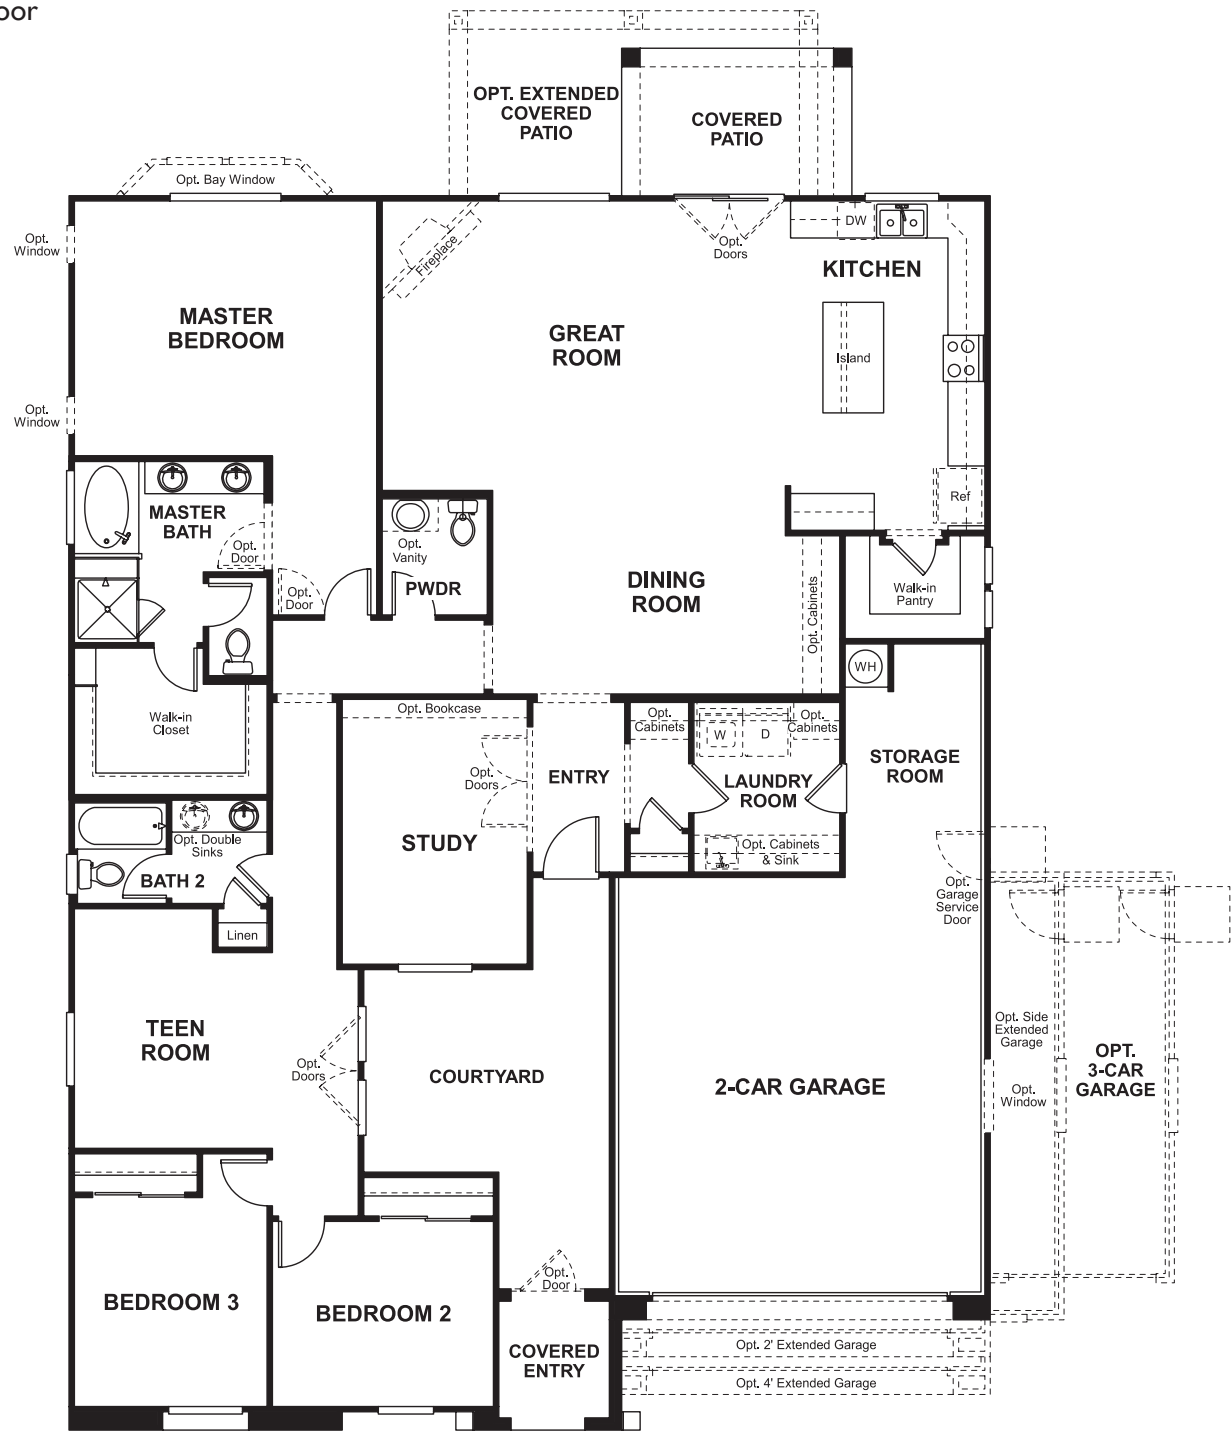 oor
OPT. EXTENDED
COVERED
PATIO
COVERED
PATIO
Opt. Bay Window
Opt.
Window
Fireplace
Opt.
Doors
DW
KITCHEN
MASTER
BEDROOM
GREAT
ROOM
Island
Opt.
Window
Ref
MASTER
BATH
Opt.
Door
Opt.
Door
Opt.
Vanity
PWDR
DINING
ROOM
Opt. Cabinets
Walk-in
Pantry
WH
Walk-in
Closet
Opt. Bookcase
Opt.
Cabinets
W
D
Opt.
Cabinets
STORAGE
ROOM
Opt.
Doors
ENTRY
LAUNDRY
ROOM
STUDY
Opt. Double
Sinks
BATH 2
Opt. Cabinets
& Sink
Opt.
Garage
Service
Door
Linen
TEEN
ROOM
Opt.
Doors
COURTYARD
2-CAR GARAGE
Opt. Side
Extended
Garage
Opt.
Window
OPT.
3-CAR
GARAGE
BEDROOM 3
BEDROOM 2
Opt.
Door
COVERED
ENTRY
Opt. 2' Extended Garage
Opt. 4' Extended Garage